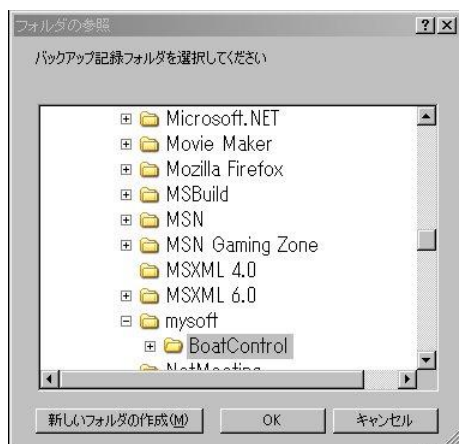 フォルダの参照
バックアップ記録フォルダを選択してください
Microsoft.NET
Movie Maker
Mozilla Firefox
MSBuild
MSN
MSN Gaming Zone
MSXML 4.0
MSXML 6.0
mysoft
BoatControl
NetMeeting
新しいフォルダの作成(M)
OK
キャンセル